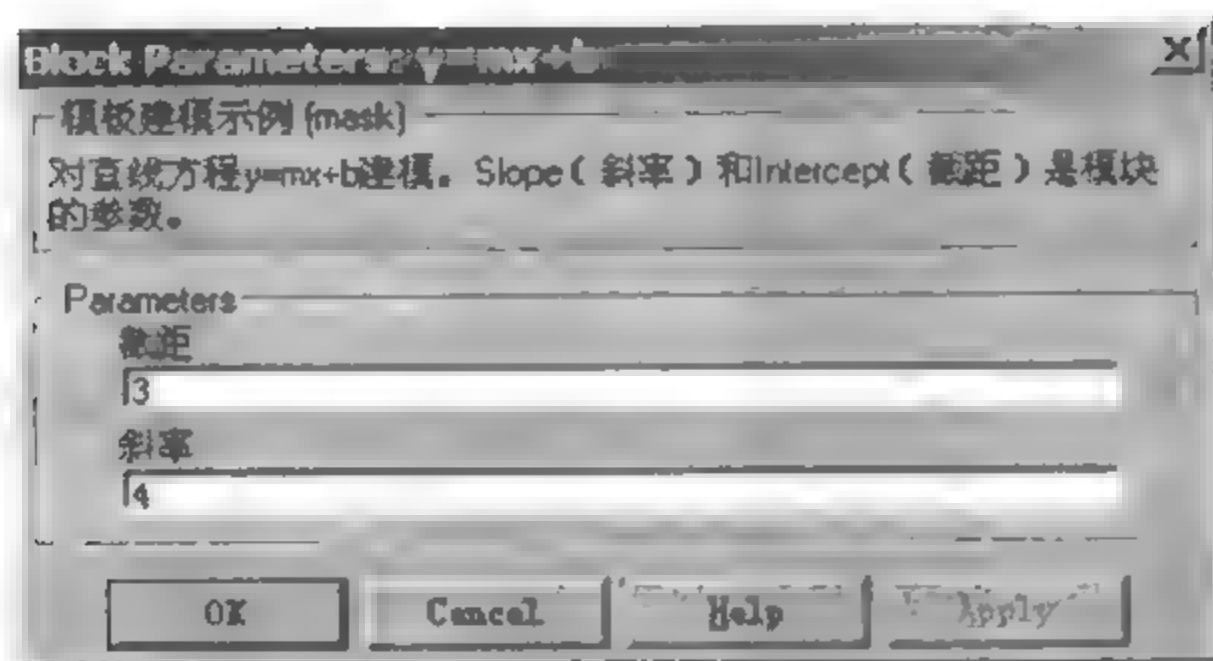 Block Parameters: y=mx+b
模板建模示例 (mask)
对直线方程y=mx+b建模。Slope（斜率）和Intercept（截距）是模块
的参数。
Parameters
截距
3
斜率
4
OK
Cancel
Help
Apply